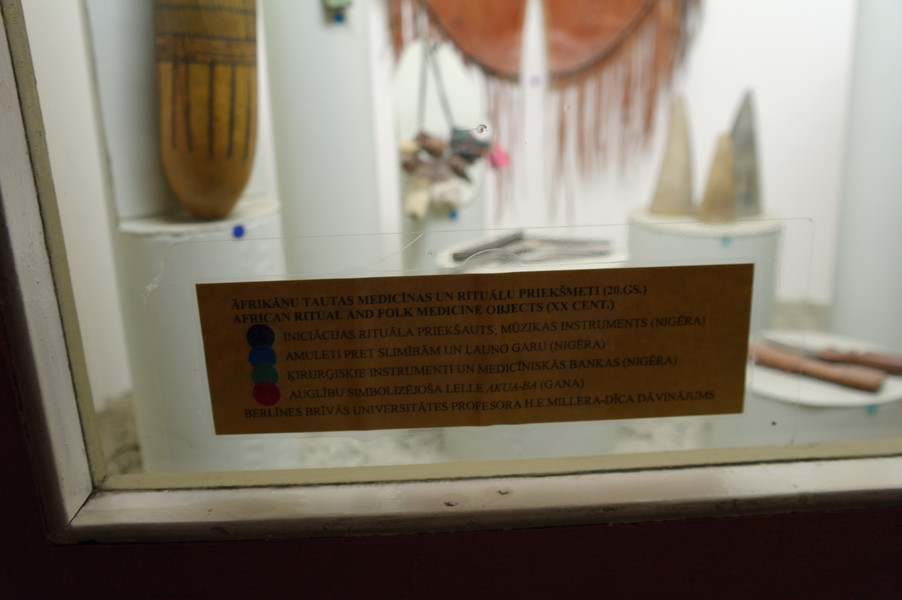 ĀFRIKĀŅU TAUTAS MEDICĪNAS UN RITUĀLU PRIEKŠMETI (20.GS.)
AFRICAN RITUAL AND FOLK MEDICINE OBJECTS (XX CENT.)
INICIĀCIJAS RITUĀLA PRIEKŠAUTS; MŪZIKAS INSTRUMENTS (NIGĒRA)
AMULETI PRET SLIMĪBĀM UN ĻAUNO GARU (NIGĒRA)
ĶIRURĢISKIE INSTRUMENTI UN MEDICĪNISKĀS BANKAS (NIGĒRA)
AUGLĪBU SIMBOLIZĒJOŠA LELLE AKUA-BA (GANA)
BERLĪNES BRĪVĀS UNIVERSITĀTES PROFESORA H.E MILLERA-DĪCA DĀVINĀJUMS